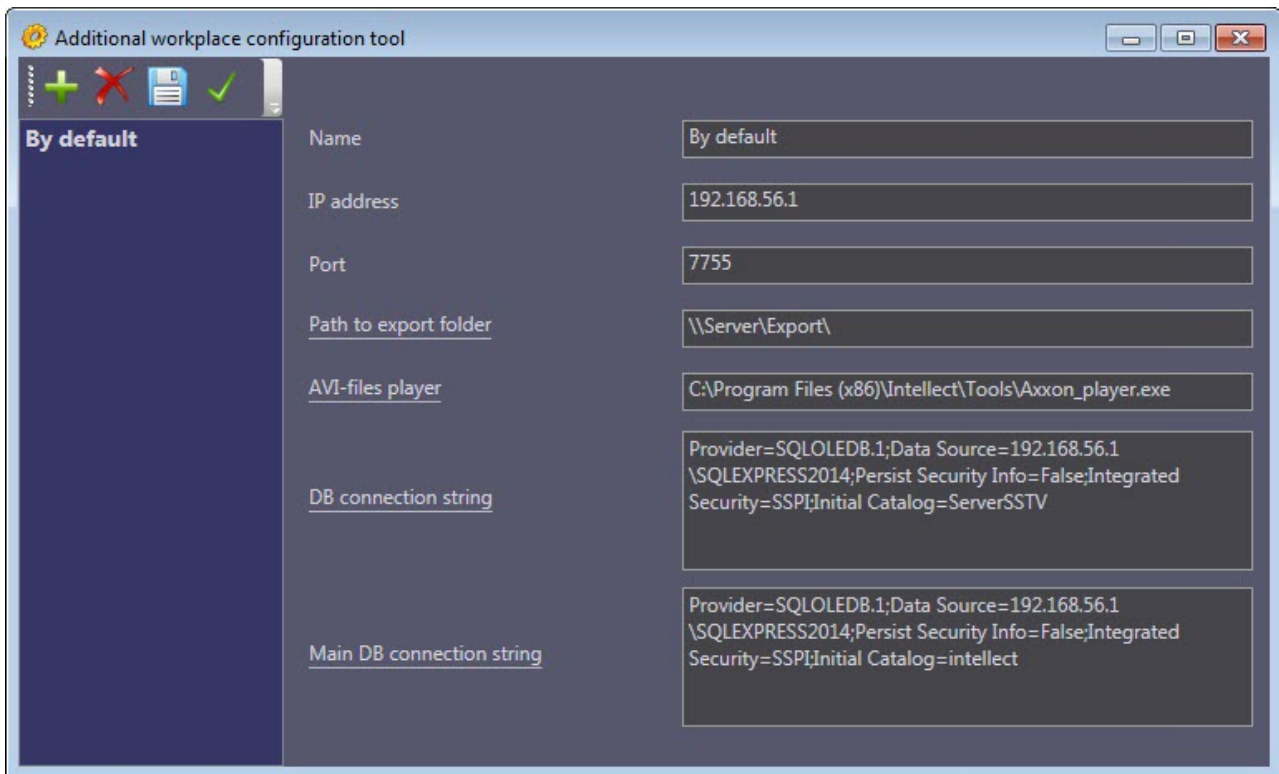 Additional workplace configuration tool
By default
Name
By default
IP address
192.168.56.1
Port
7755
Path to export folder
\\Server\Export\
AVI-files player
C:\Program Files (x86)\Intellect\Tools\Axxon_player.exe
DB connection string
Provider=SQLOLEDB.1;Data Source=192.168.56.1
\SQLEXPRESS2014;Persist Security Info=False;Integrated
Security=SSPI;Initial Catalog=ServerSSTV
Main DB connection string
Provider=SQLOLEDB.1;Data Source=192.168.56.1
\SQLEXPRESS2014;Persist Security Info=False;Integrated
Security=SSPI;Initial Catalog=intellect